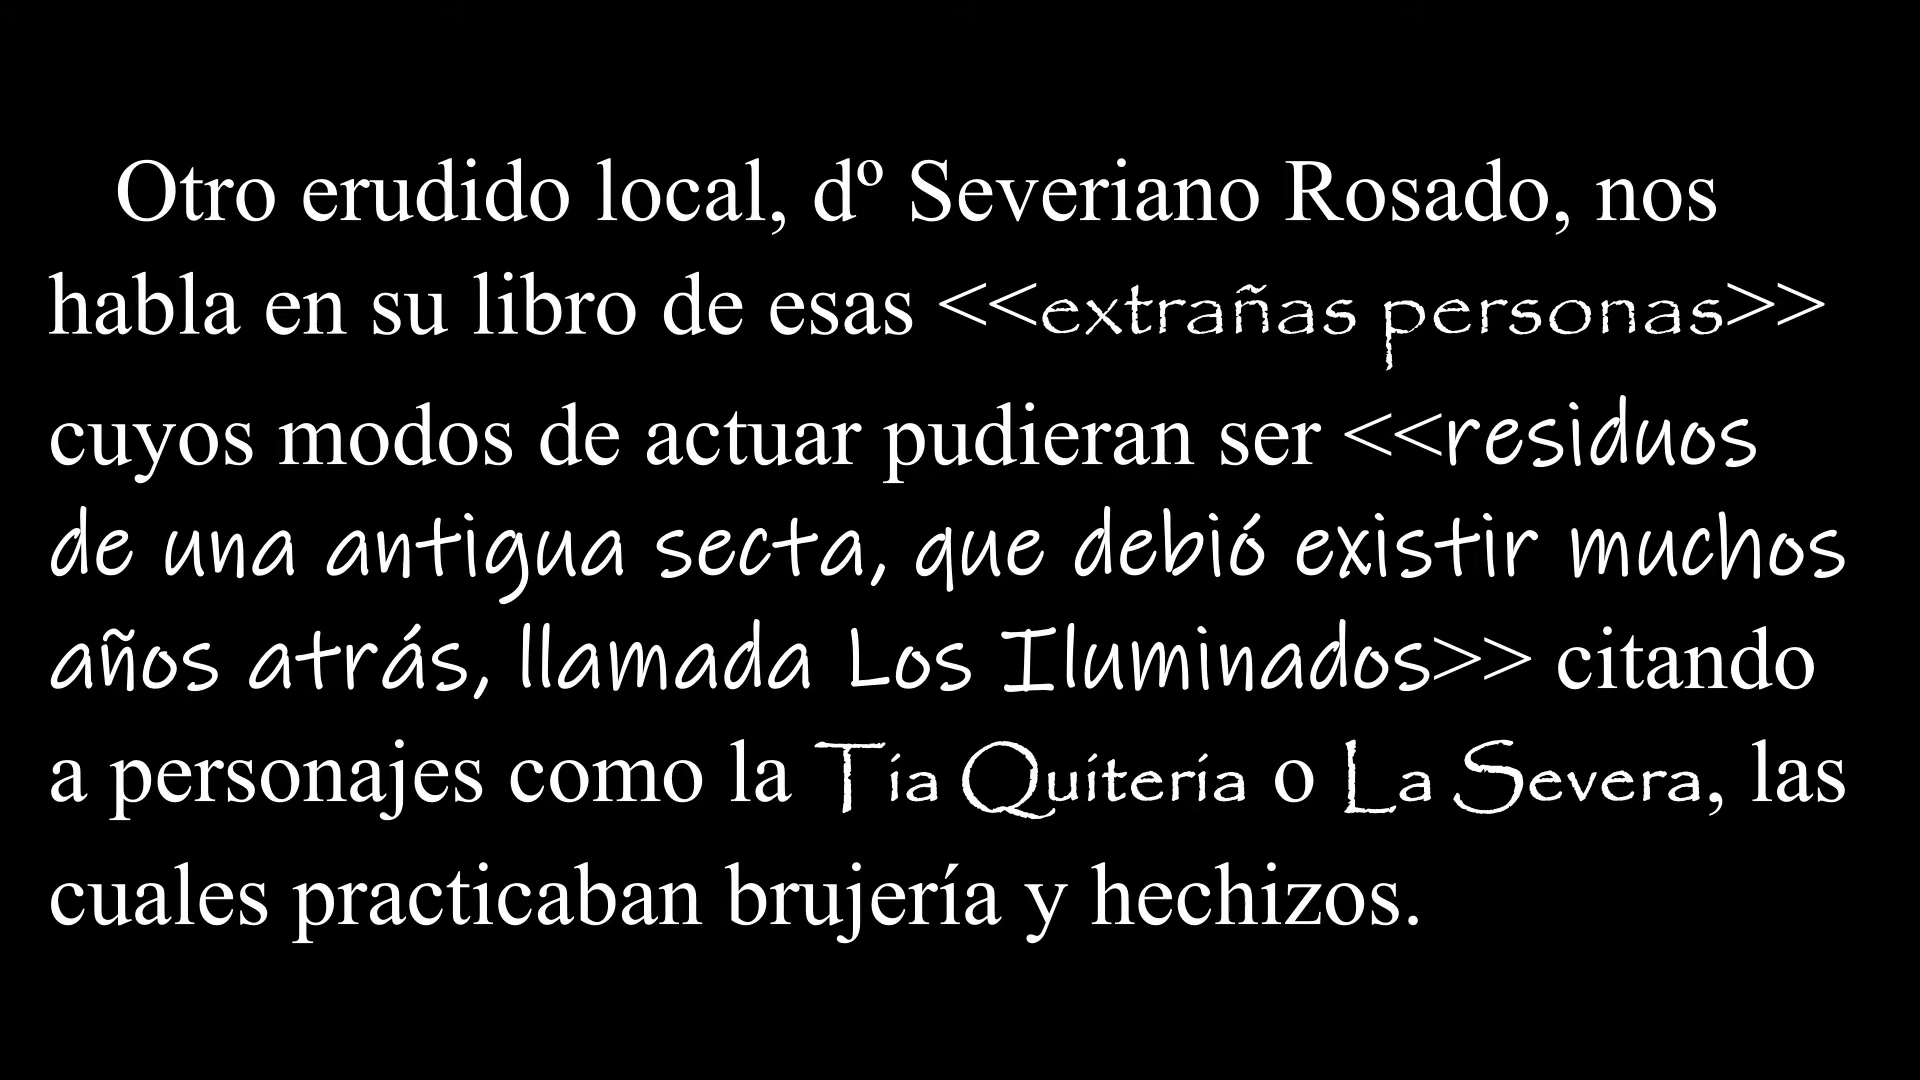 Otro erudido local, dº Severiano Rosado, nos
habla en su libro de esas <<extrañas personas>>
cuyos modos de actuar pudieran ser <<residuos
de una antigua secta, que debió existir muchos
años atrás, llamada Los Iluminados>> citando
a personajes como la Tía Quiteria o La Severa, las
cuales practicaban brujería y hechizos.